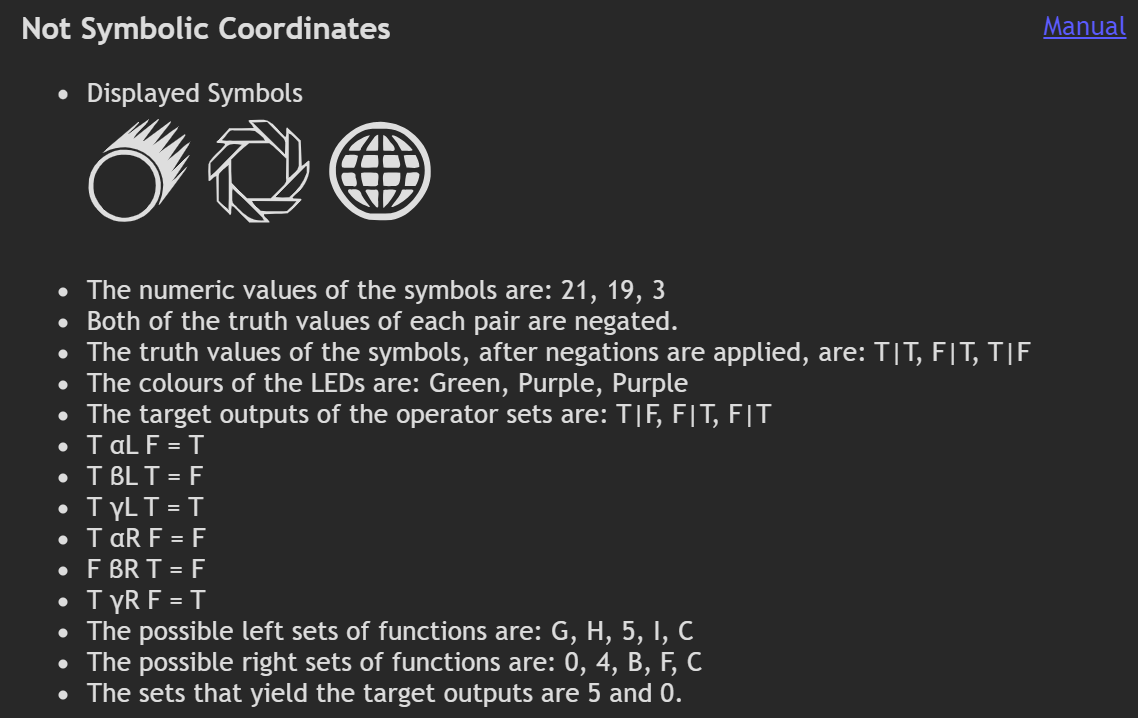 Not Symbolic Coordinates
Manual
Displayed Symbols
The numeric values of the symbols are: 21, 19, 3
Both of the truth values of each pair are negated.
The truth values of the symbols, after negations are applied, are: T|T, F|T, T|F
The colours of the LEDs are: Green, Purple, Purple
The target outputs of the operator sets are: T|F, F|T, F|T
T αL F = T
T βL T = F
T γL T = T
T αR F = F
F βR T = F
T γR F = T
The possible left sets of functions are: G, H, 5, I, C
The possible right sets of functions are: 0, 4, B, F, C
The sets that yield the target outputs are 5 and 0.